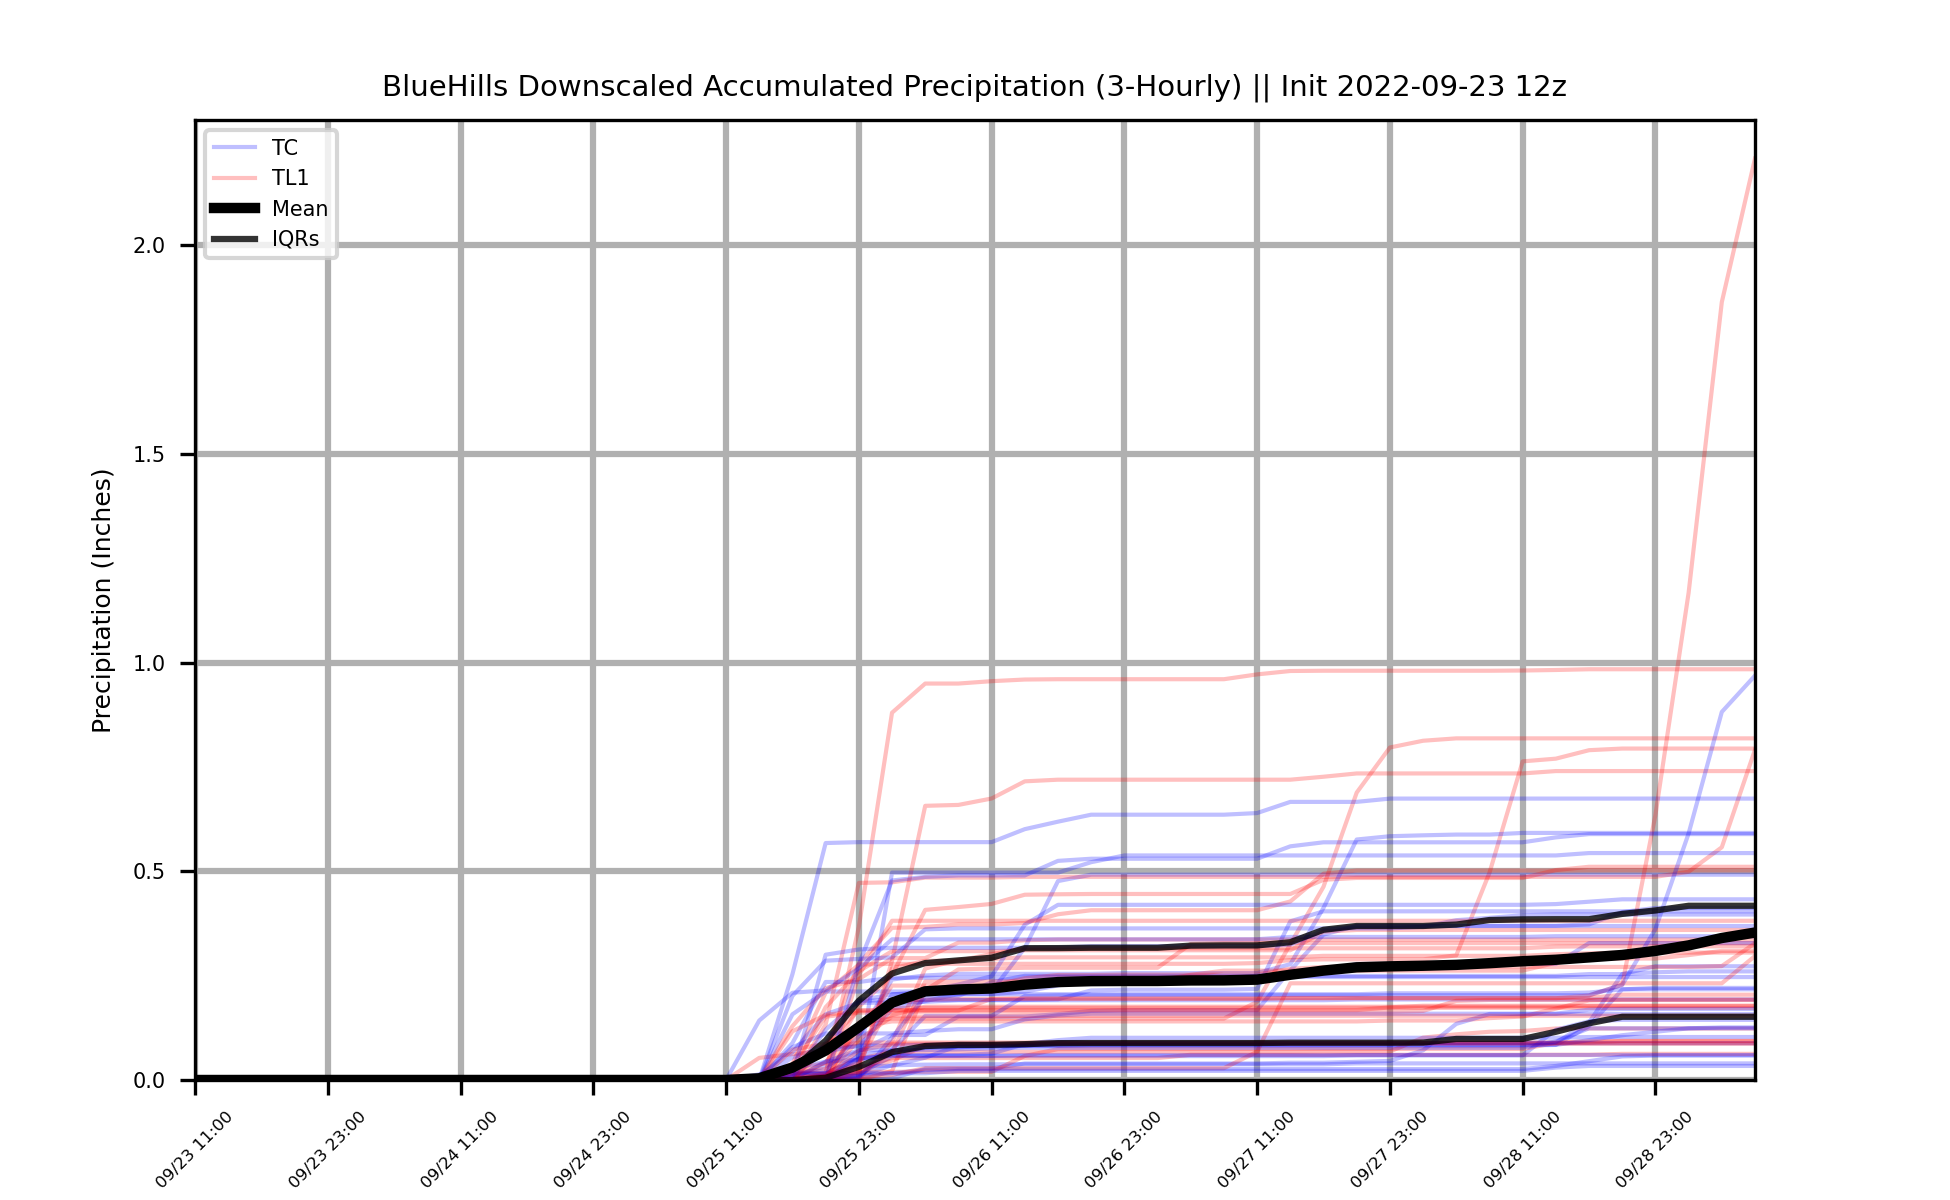 BlueHills Downscaled Accumulated Precipitation (3-Hourly) || Init 2022-09-23 12z
TC
TL1
Mean
IQRs
Precipitation (Inches)
2.0
1.5
1.0
0.5
0.0
09/23 11:00
09/23 23:00
09/24 11:00
09/24 23:00
09/25 11:00
09/25 23:00
09/26 11:00
09/26 23:00
09/27 11:00
09/27 23:00
09/28 11:00
09/28 23:00